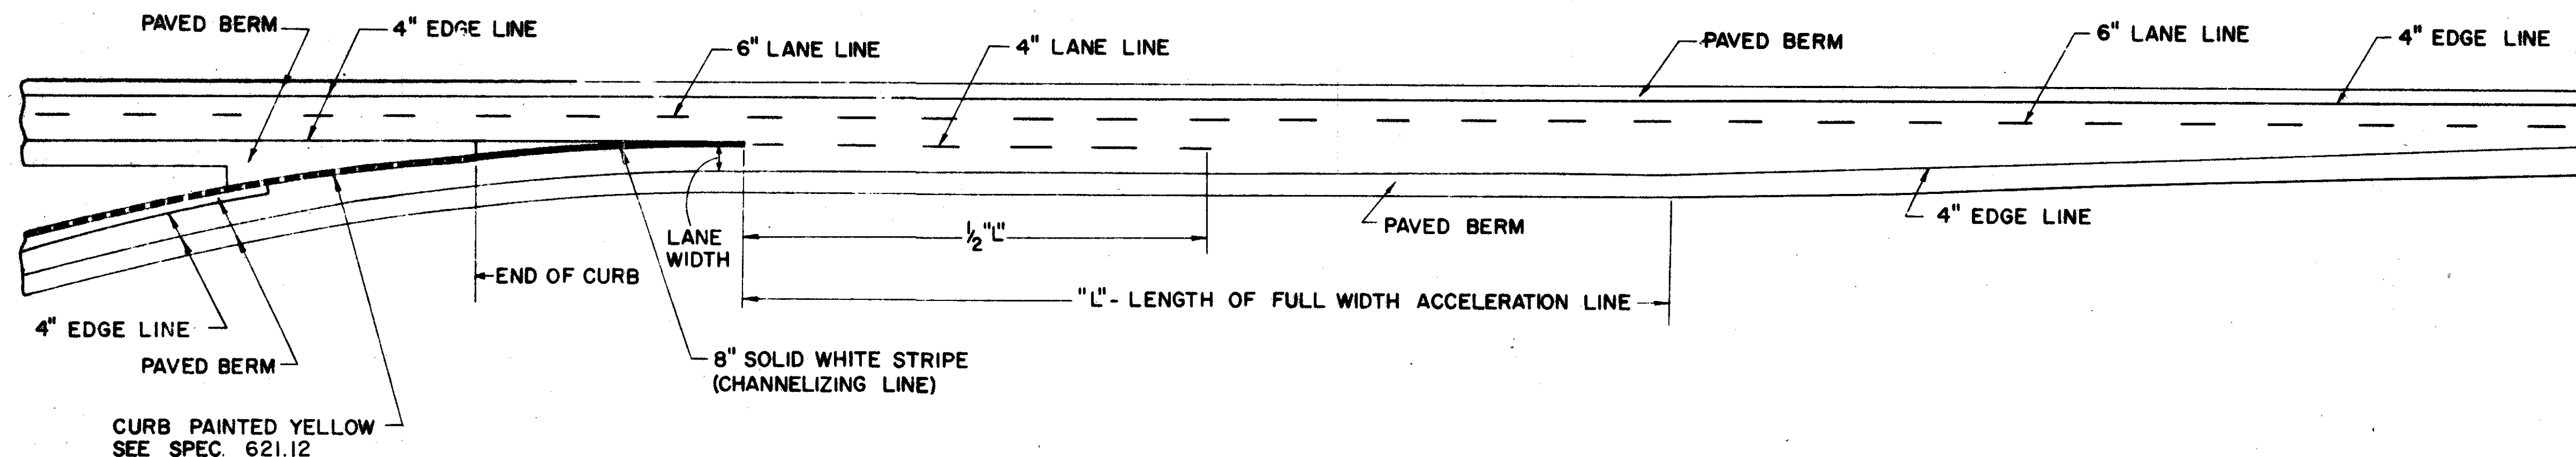 PAVED BERM
4" EDGE LINE
6" LANE LINE
4" LANE LINE
PAVED BERM
6" LANE LINE
4" EDGE LINE
LANE
WIDTH
1/2 "L"
PAVED BERM
4" EDGE LINE
END OF CURB
"L" - LENGTH OF FULL WIDTH ACCELERATION LINE
4" EDGE LINE
PAVED BERM
8" SOLID WHITE STRIPE
(CHANNELIZING LINE)
CURB PAINTED YELLOW
SEE SPEC. 621.12